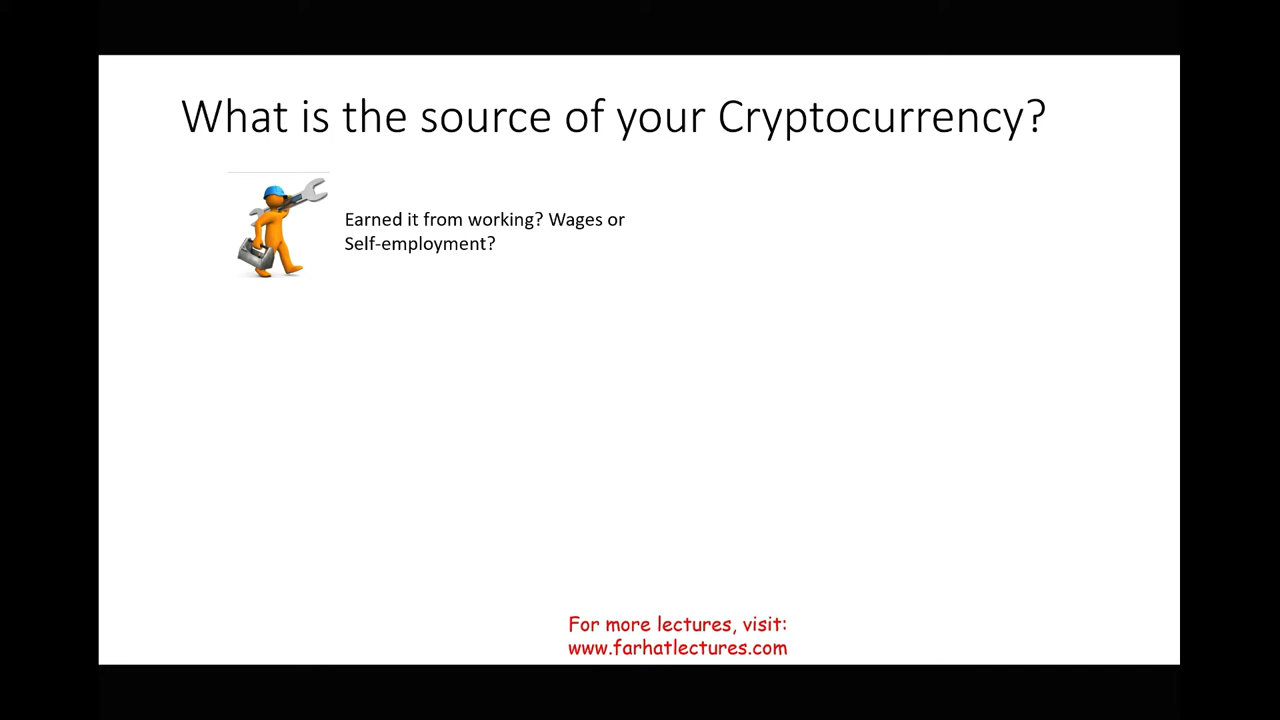 What is the source of your Cryptocurrency?
Earned it from working? Wages or
Self-employment?
For more lectures, visit:
www.farhatlectures.com